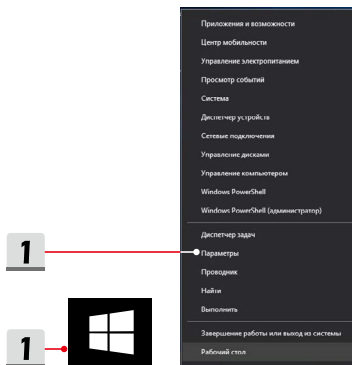 Приложения и возможности
Центр мобильности
Управление электропитанием
Просмотр событий
Система
Диспетчер устройств
Сетевые подключения
Управление дисками
Управление компьютером
Windows PowerShell
Windows PowerShell (администратор)
Диспетчер задач
1
Параметры
Проводник
Найти
Выполнить
1
Завершение работы или выход из системы
Рабочий стол